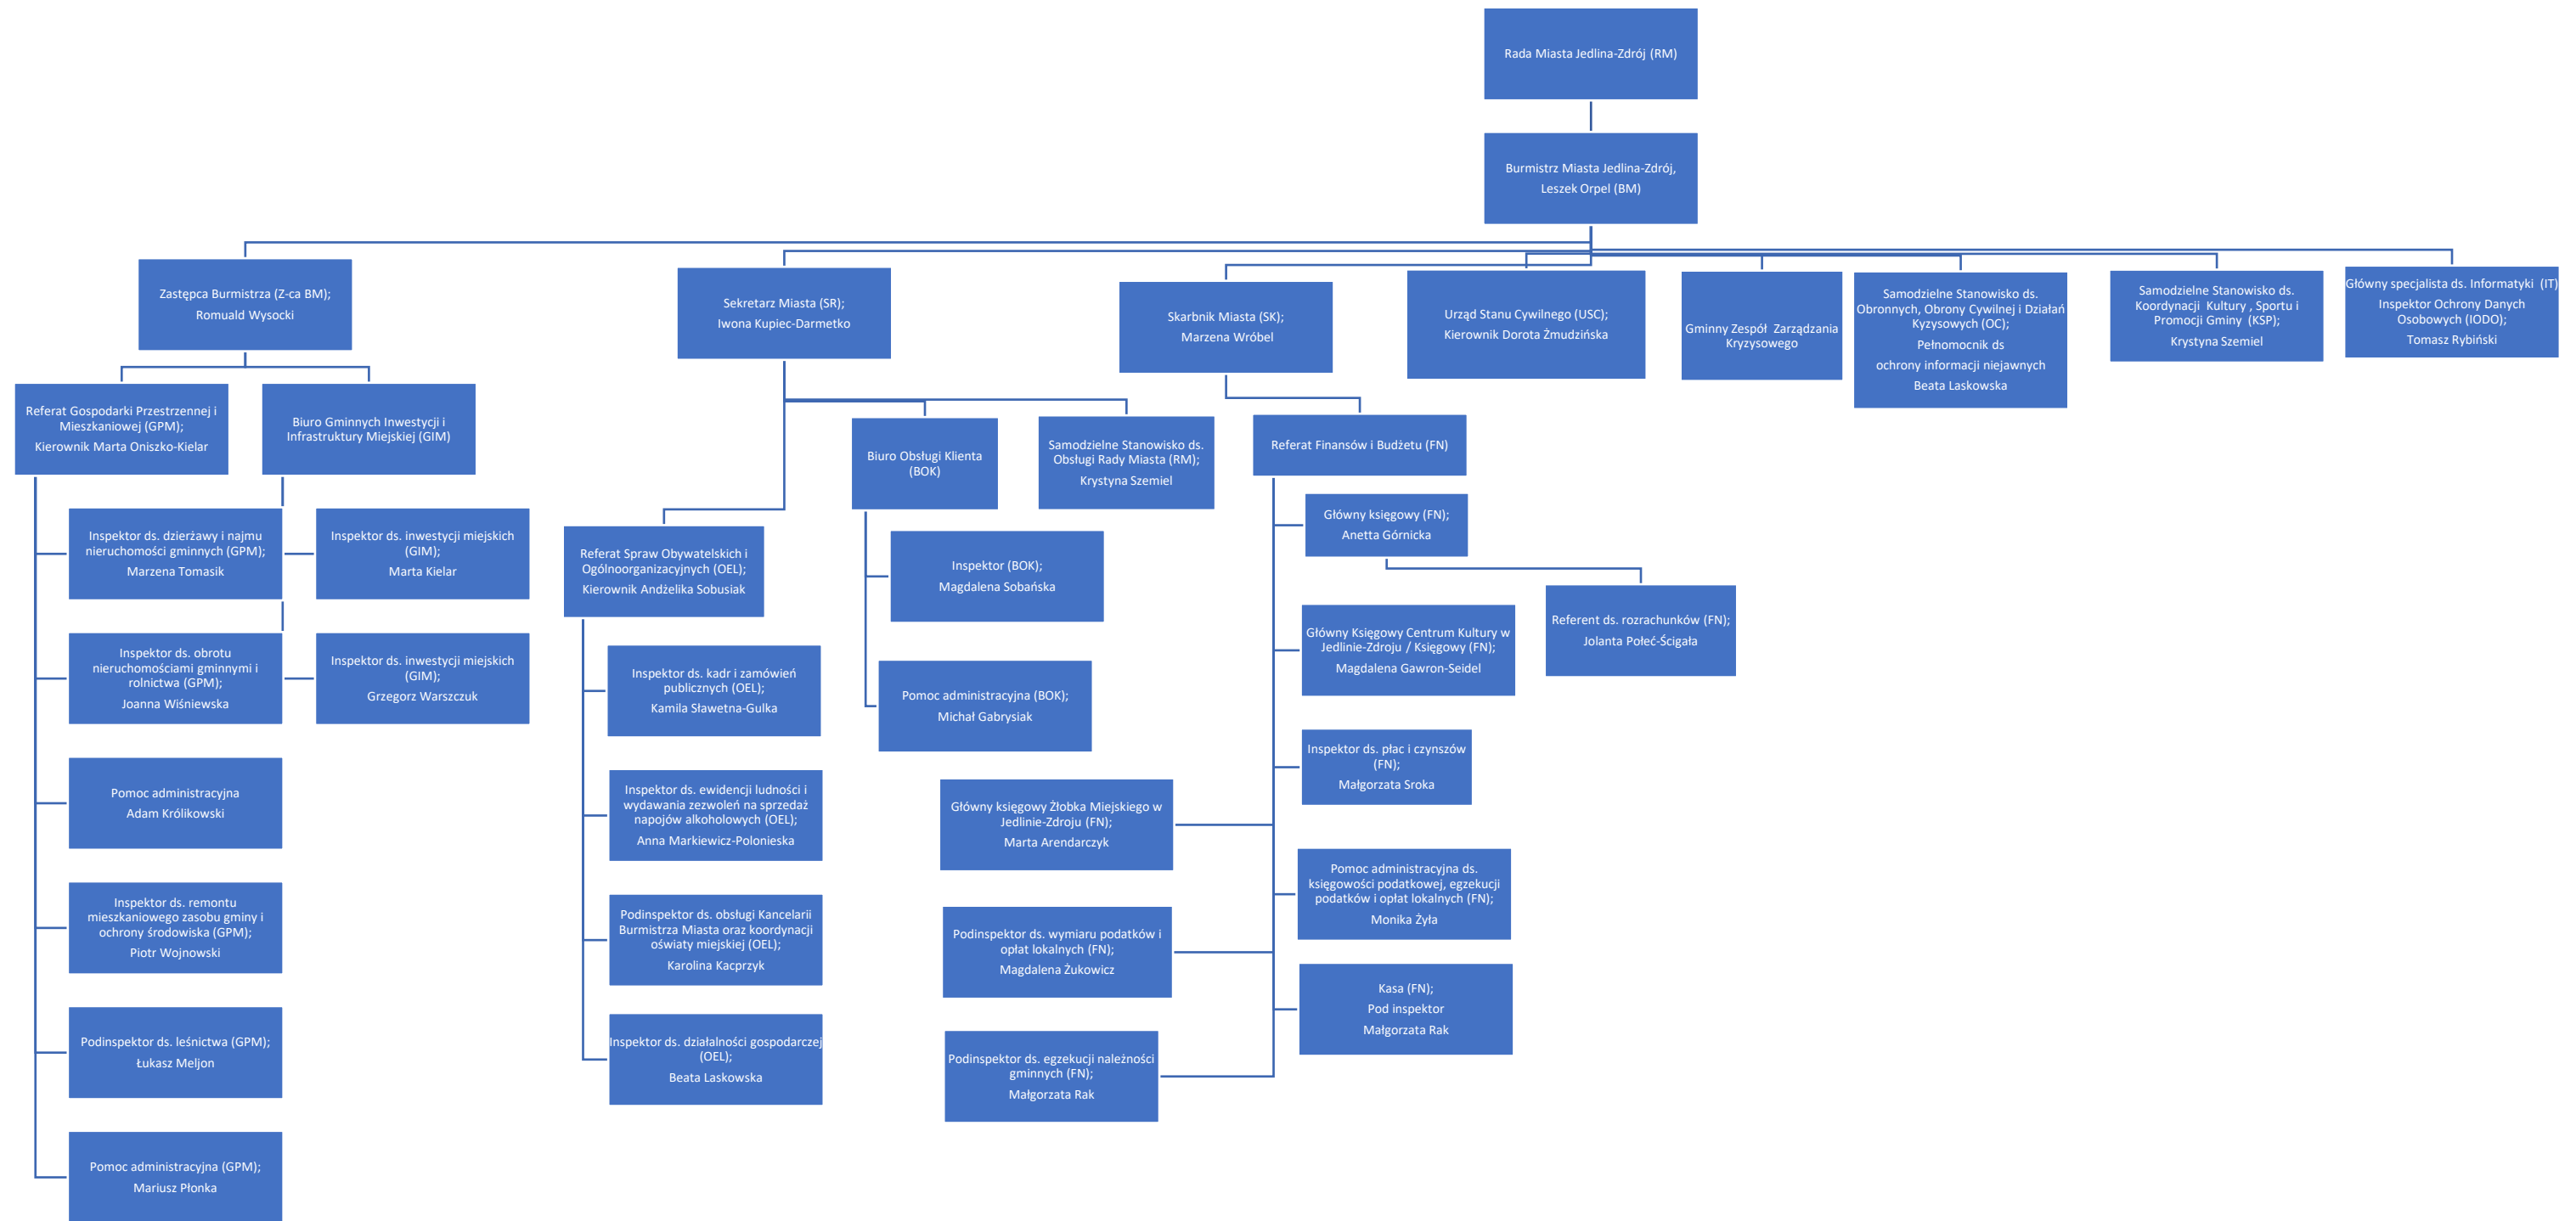 Rada Miasta Jedlina-Zdrój (RM)
Burmistrz Miasta Jedlina-Zdrój,
Leszek Orpel (BM)
Zastępca Burmistrza (Z-ca BM);
Romuald Wysocki
Sekretarz Miasta (SR);
Iwona Kupiec-Darmetko
Skarbnik Miasta (SK);
Marzena Wróbel
Urząd Stanu Cywilnego (USC);
Kierownik Dorota Żmudzińska
Gminny Zespół Zarządzania
Kryzysowego
Samodzielne Stanowisko ds.
Obronnych, Obrony Cywilnej i Działań
Kyzysowych (OC);
Pełnomocnik ds
ochrony informacji niejawnych
Beata Laskowska
Samodzielne Stanowisko ds.
Koordynacji Kultury , Sportu i
Promocji Gminy (KSP);
Krystyna Szemiel
Główny specjalista ds. Informatyki (IT)
Inspektor Ochrony Danych
Osobowych (IODO);
Tomasz Rybiński
Referat Gospodarki Przestrzennej i
Mieszkaniowej (GPM);
Kierownik Marta Oniszko-Kielar
Biuro Gminnych Inwestycji i
Infrastruktury Miejskiej (GIM)
Inspektor ds. dzierżawy i najmu
nieruchomości gminnych (GPM);
Marzena Tomasik
Inspektor ds. inwestycji miejskich
(GIM);
Marta Kielar
Inspektor ds. obrotu
nieruchomościami gminnymi i
rolnictwa (GPM);
Joanna Wiśniewska
Inspektor ds. inwestycji miejskich
(GIM);
Grzegorz Warszczuk
Pomoc administracyjna
Adam Królikowski
Inspektor ds. remontu
mieszkaniowego zasobu gminy i
ochrony środowiska (GPM);
Piotr Wojnowski
Podinspektor ds. leśnictwa (GPM);
Łukasz Meljon
Pomoc administracyjna (GPM);
Mariusz Płonka
Referat Spraw Obywatelskich i
Ogólnoorganizacyjnych (OEL);
Kierownik Andżelika Sobusiak
Inspektor ds. kadr i zamówień
publicznych (OEL);
Kamila Sławetna-Gulka
Inspektor ds. ewidencji ludności i
wydawania zezwoleń na sprzedaż
napojów alkoholowych (OEL);
Anna Markiewicz-Polonieska
Podinspektor ds. obsługi Kancelarii
Burmistrza Miasta oraz koordynacji
oświaty miejskiej (OEL);
Karolina Kacprzyk
Inspektor ds. działalności gospodarczej
(OEL);
Beata Laskowska
Biuro Obsługi Klienta
(BOK)
Inspektor (BOK);
Magdalena Sobańska
Pomoc administracyjna (BOK);
Michał Gabrysiak
Samodzielne Stanowisko ds.
Obsługi Rady Miasta (RM);
Krystyna Szemiel
Referat Finansów i Budżetu (FN)
Główny księgowy (FN);
Anetta Górnicka
Referent ds. rozrachunków (FN);
Jolanta Połeć-Ścigała
Główny Księgowy Centrum Kultury w
Jedlinie-Zdroju / Księgowy (FN);
Magdalena Gawron-Seidel
Inspektor ds. płac i czynszów
(FN);
Małgorzata Sroka
Główny księgowy Żłobka Miejskiego w
Jedlinie-Zdroju (FN);
Marta Arendarczyk
Pomoc administracyjna ds.
księgowości podatkowej, egzekucji
podatków i opłat lokalnych (FN);
Monika Żyła
Podinspektor ds. wymiaru podatków i
opłat lokalnych (FN);
Magdalena Żukowicz
Kasa (FN);
Pod inspektor
Małgorzata Rak
Podinspektor ds. egzekucji należności
gminnych (FN);
Małgorzata Rak